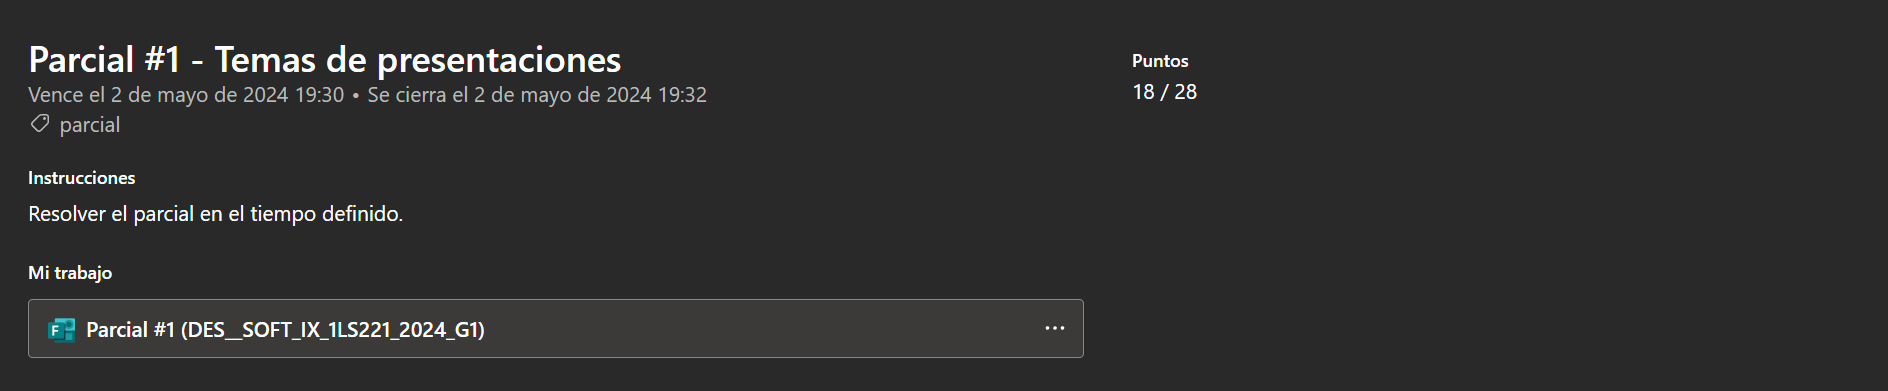 Parcial #1 - Temas de presentaciones
Vence el 2 de mayo de 2024 19:30 • Se cierra el 2 de mayo de 2024 19:32
parcial
Puntos
18 / 28
Instrucciones
Resolver el parcial en el tiempo definido.
Mi trabajo
F Parcial #1 (DES__SOFT_IX_1LS221_2024_G1)